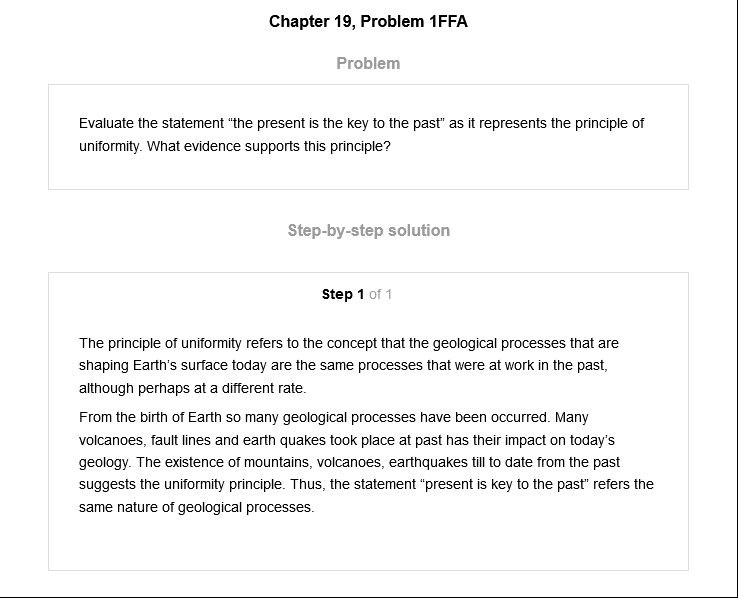 Chapter 19, Problem 1FFA
Problem
Evaluate the statement “the present is the key to the past” as it represents the principle of
uniformity. What evidence supports this principle?
Step-by-step solution
Step 1 of 1
The principle of uniformity refers to the concept that the geological processes that are
shaping Earth’s surface today are the same processes that were at work in the past,
although perhaps at a different rate.
From the birth of Earth so many geological processes have been occurred. Many
volcanoes, fault lines and earth quakes took place at past has their impact on today’s
geology. The existence of mountains, volcanoes, earthquakes till to date from the past
suggests the uniformity principle. Thus, the statement “present is key to the past” refers the
same nature of geological processes.